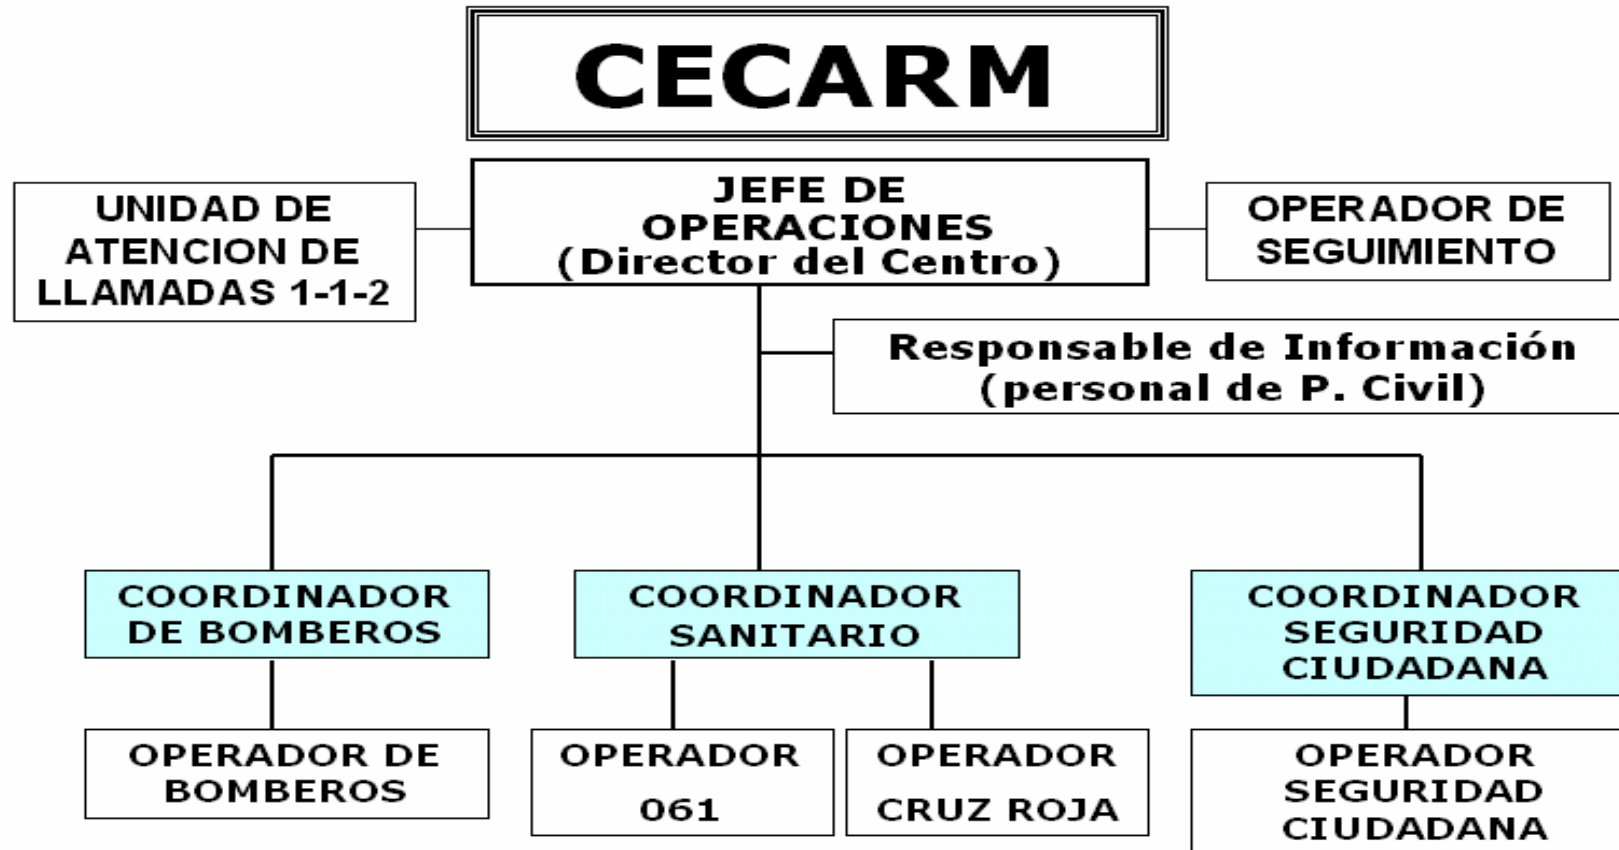 CECARM
UNIDAD DE
ATENCION DE
LLAMADAS 1-1-2
JEFE DE
OPERACIONES
(Director del Centro)
OPERADOR DE
SEGUIMIENTO
Responsable de Información
(personal de P. Civil)
COORDINADOR
DE BOMBEROS
COORDINADOR
SANITARIO
COORDINADOR
SEGURIDAD
CIUDADANA
OPERADOR DE
BOMBEROS
OPERADOR
061
OPERADOR
CRUZ ROJA
OPERADOR
SEGURIDAD
CIUDADANA